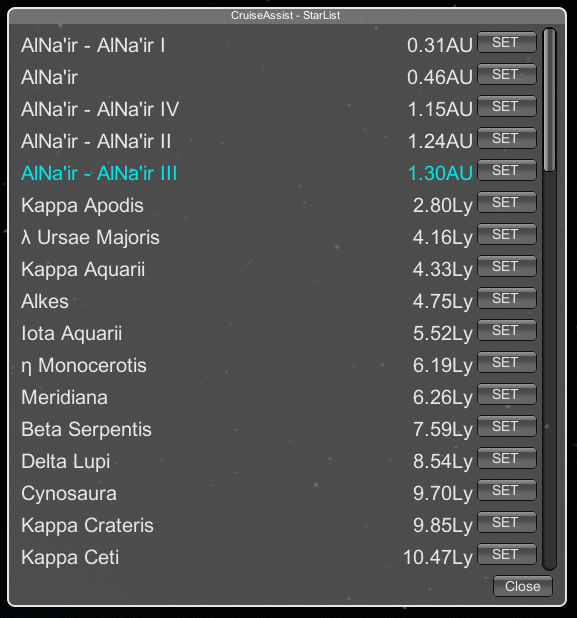 CruiseAssist - StarList
AlNa'ir - AlNa'ir I 0.31AU SET
AlNa'ir 0.46AU SET
AlNa'ir - AlNa'ir IV 1.15AU SET
AlNa'ir - AlNa'ir II 1.24AU SET
AlNa'ir - AlNa'ir III 1.30AU SET
Kappa Apodis 2.80Ly SET
λ Ursae Majoris 4.16Ly SET
Kappa Aquarii 4.33Ly SET
Alkes 4.75Ly SET
Iota Aquarii 5.52Ly SET
η Monocerotis 6.19Ly SET
Meridiana 6.26Ly SET
Beta Serpentis 7.59Ly SET
Delta Lupi 8.54Ly SET
Cynosaura 9.70Ly SET
Kappa Crateris 9.85Ly SET
Kappa Ceti 10.47Ly SET
Close